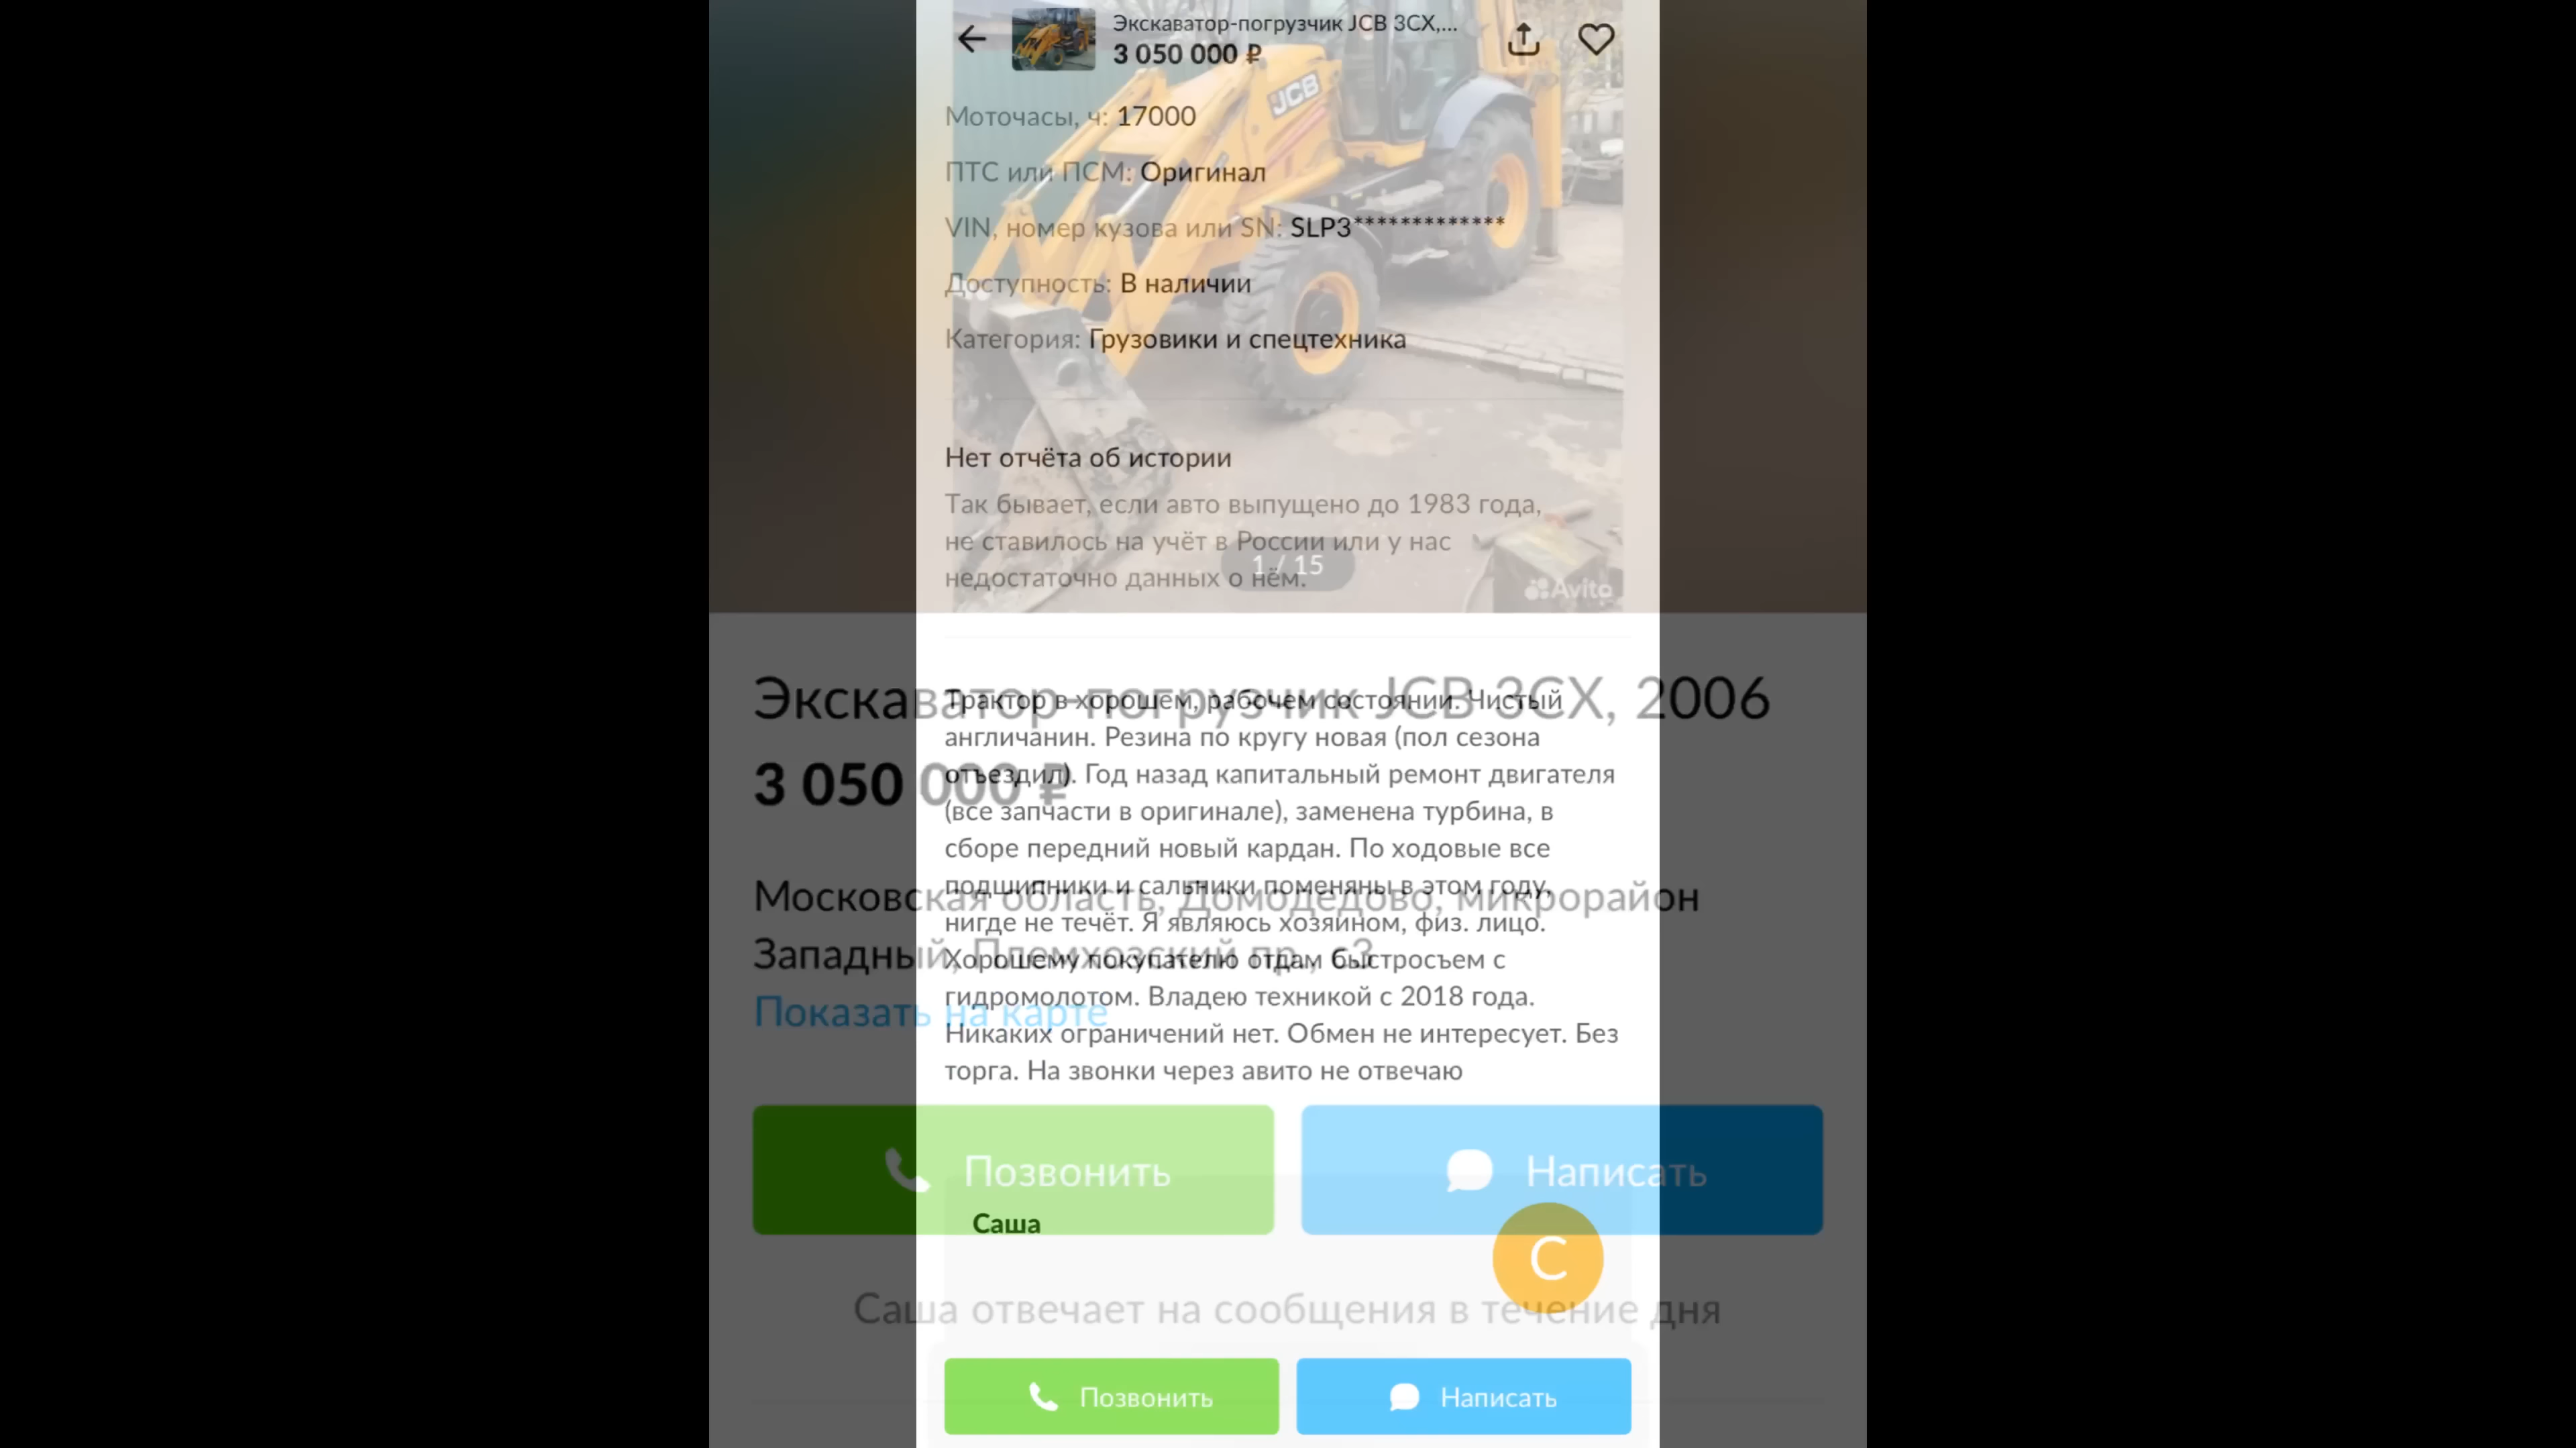 Экскаватор-погрузчик JCB 3CX,...
3 050 000 ₽
JCB
Моточасы, ч: 17000
ПТС или ПСМ: Оригинал
VIN, номер кузова или SN: SLP3*************
Доступность: В наличии
Категория: Грузовики и спецтехника
Нет отчёта об истории
Так бывает, если авто выпущено до 1983 года,
не ставилось на учёт в России или у нас
недостаточно данных о нём.
1 / 15
Avito
Экскаватор-погрузчик JCB 3CX, 2006
3 050 000 ₽
Московская область, Домодедово, микрорайон
Западный, Племхозский пр., с3
Показать на карте
Трактор в хорошем, рабочем состоянии. Чистый
англичанин. Резина по кругу новая (пол сезона
отъездил). Год назад капитальный ремонт двигателя
(все запчасти в оригинале), заменена турбина, в
сборе передний новый кардан. По ходовые все
подшипники и сальники поменяны в этом году,
нигде не течёт. Я являюсь хозяином, физ. лицо.
Хорошему покупателю отдам быстросъем с
гидромолотом. Владею техникой с 2018 года.
Никаких ограничений нет. Обмен не интересует. Без
торга. На звонки через авито не отвечаю
Позвонить
Написать
Саша
С
Саша отвечает на сообщения в течение дня
Позвонить
Написать